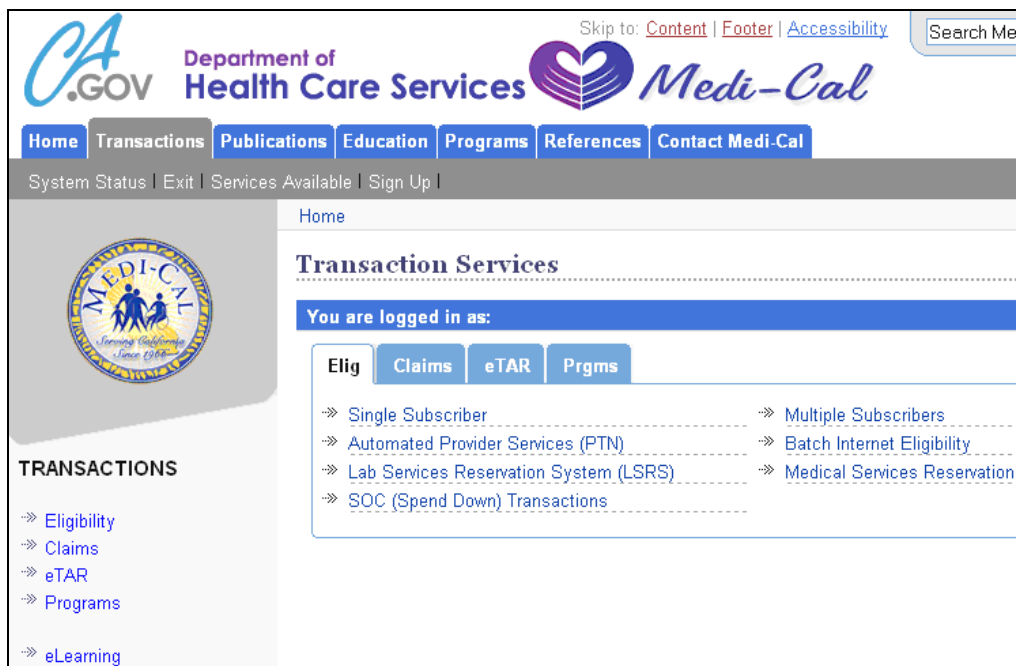 Skip to: Content | Footer | Accessibility
Search Me
CA.GOV
Department of
Health Care Services
Medi-Cal
Home Transactions Publications Education Programs References Contact Medi-Cal
System Status | Exit | Services Available | Sign Up |
Home
MEDI-CAL
Serving California
Since 1966
Transaction Services
You are logged in as:
Elig Claims eTAR Prgms
Single Subscriber Multiple Subscribers
Automated Provider Services (PTN) Batch Internet Eligibility
Lab Services Reservation System (LSRS) Medical Services Reservation
SOC (Spend Down) Transactions
TRANSACTIONS
Eligibility
Claims
eTAR
Programs
eLearning